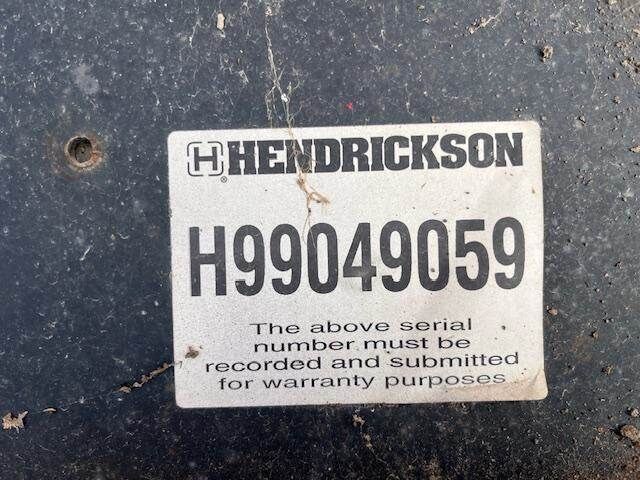 H HENDRICKSON
H99049059
The above serial
number must be
recorded and submitted
for warranty purposes